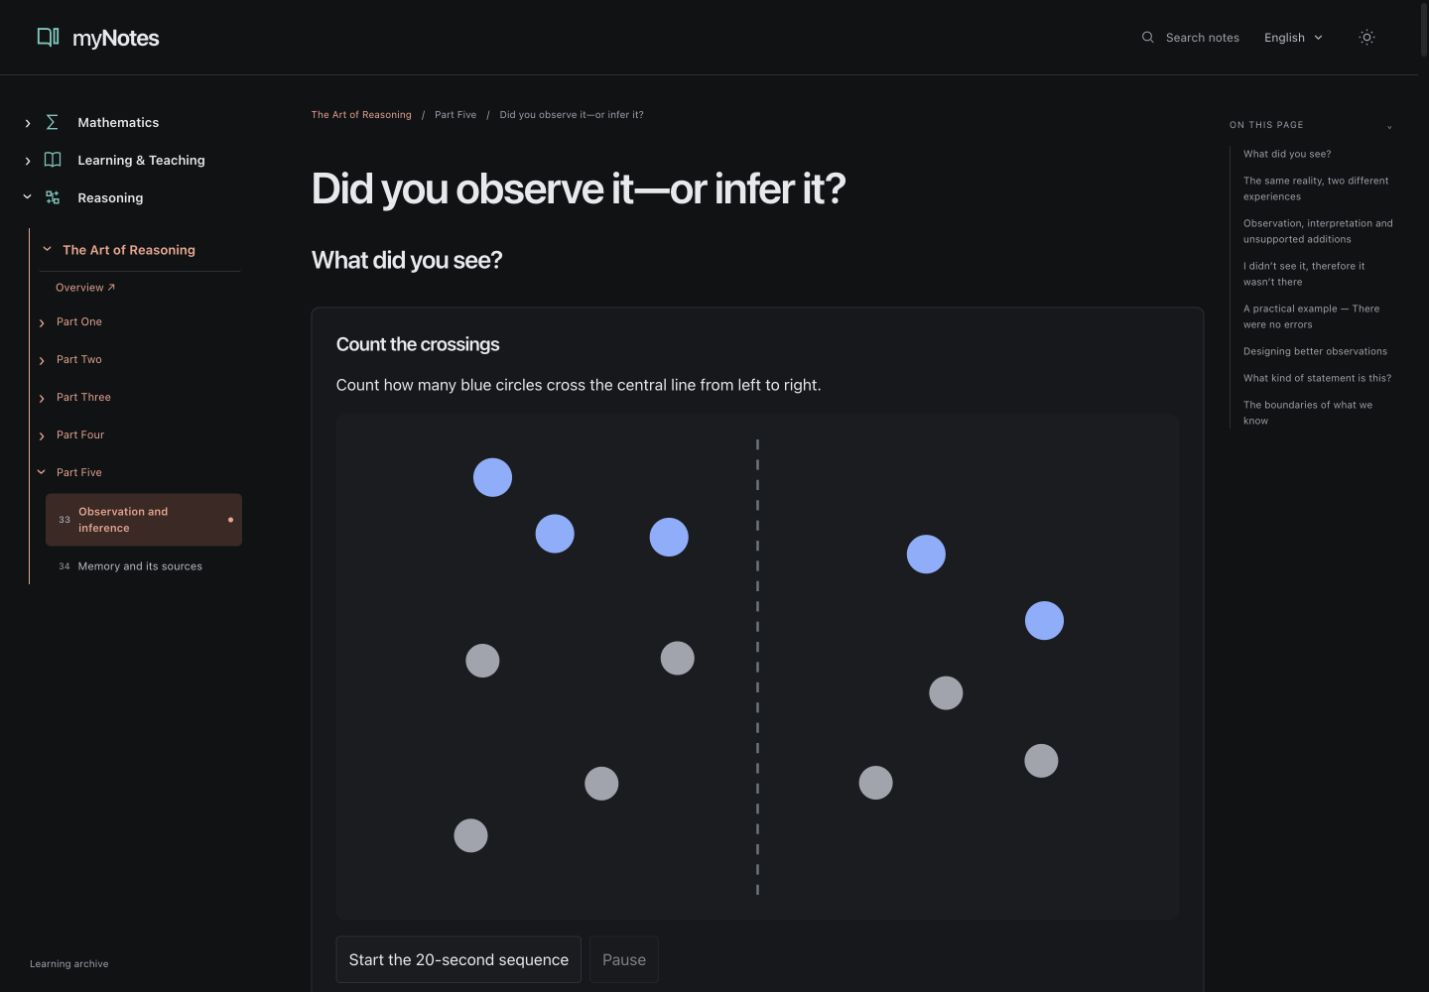 myNotes
Search notes
English
Mathematics
Learning & Teaching
Reasoning
The Art of Reasoning
Overview ↗
Part One
Part Two
Part Three
Part Four
Part Five
33 Observation and
inference
34 Memory and its sources
Learning archive
The Art of Reasoning / Part Five / Did you observe it—or infer it?
Did you observe it—or infer it?
What did you see?
Count the crossings
Count how many blue circles cross the central line from left to right.
Start the 20-second sequence
Pause
ON THIS PAGE
What did you see?
The same reality, two different
experiences
Observation, interpretation and
unsupported additions
I didn't see it, therefore it
wasn't there
A practical example — There
were no errors
Designing better observations
What kind of statement is this?
The boundaries of what we
know